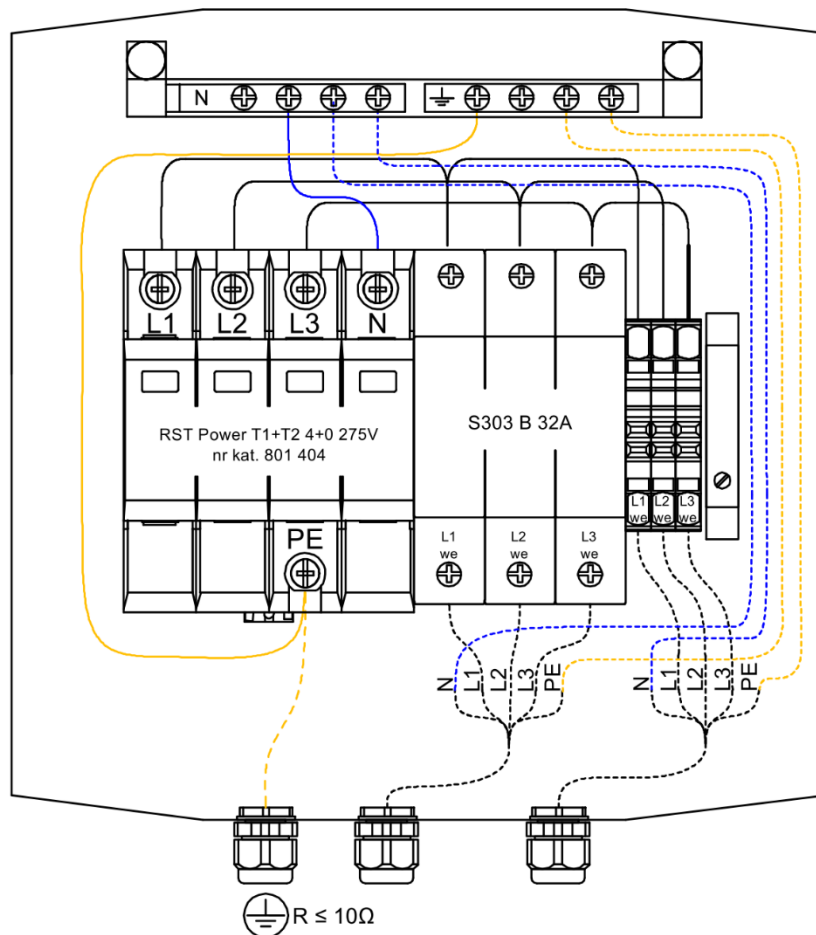 N
L1 L2 L3 N
RST Power T1+T2 4+0 275V
nr kat. 801 404
S303 B 32A
L1 we
L2 we
L3 we
L1 we
L2 we
L3 we
PE
N L1 L2 L3 PE
N L1 L2 L3 PE
R ≤ 10Ω